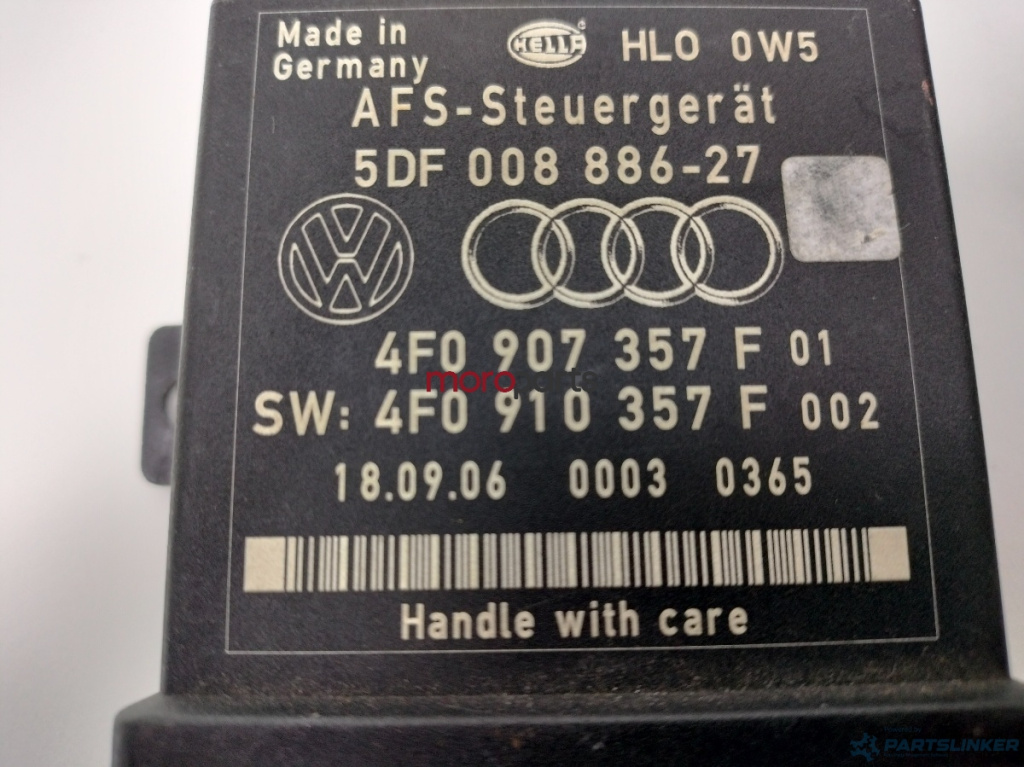 Made in HELLA HLO 0W5
Germany
AFS-Steuergerät
5DF 008 886-27
4F0 907 357 F 01
moroparts
SW: 4F0 910 357 F 002
18.09.06 0003 0365
Handle with care
PARTSLINKER